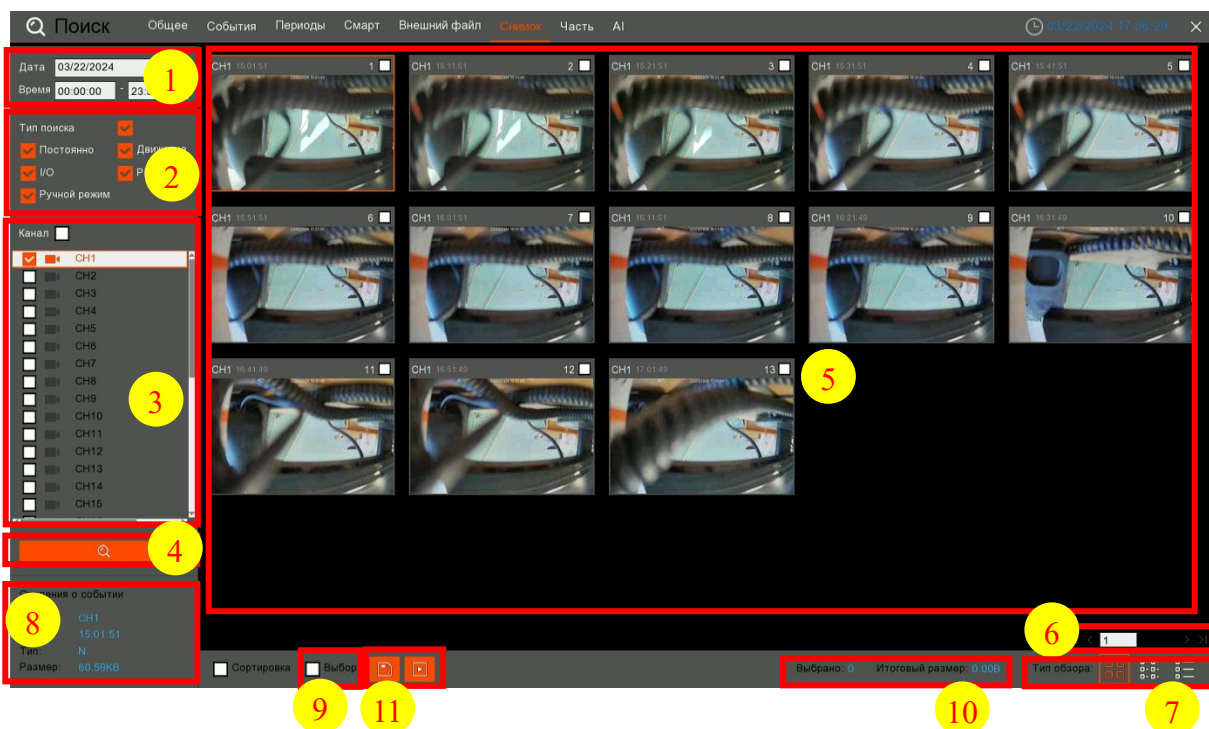 Поиск Общее События Периоды Смарт Внешний файл Снимок Часть AI 03/22/2024 17:06:29
Дата 03/22/2024
Время 00:00:00 - 23:
1
Тип поиска
Постоянно
I/O
Ручной режим
2
Канал
CH1
CH2
CH3
CH4
CH5
CH6
CH7
CH8
CH9
CH10
CH11
CH12
CH13
CH14
CH15
3
4
о событии
CH1
15:01:51
Тип: N
Размер: 60.59KB
8
CH1 15:01:51 1
CH1 15:11:51 2
CH1 15:21:51 3
CH1 15:31:51 4
CH1 15:41:51 5
CH1 15:51:51 6
CH1 16:01:51 7
CH1 16:11:51 8
CH1 16:21:49 9
CH1 16:31:49 10
CH1 16:41:49 11
CH1 16:51:49 12
CH1 17:01:49 13
5
6
1
Сортировка Выбор
Выбрано: 0 Итоговый размер: 0.00B
Тип обзора:
9
11
10
7